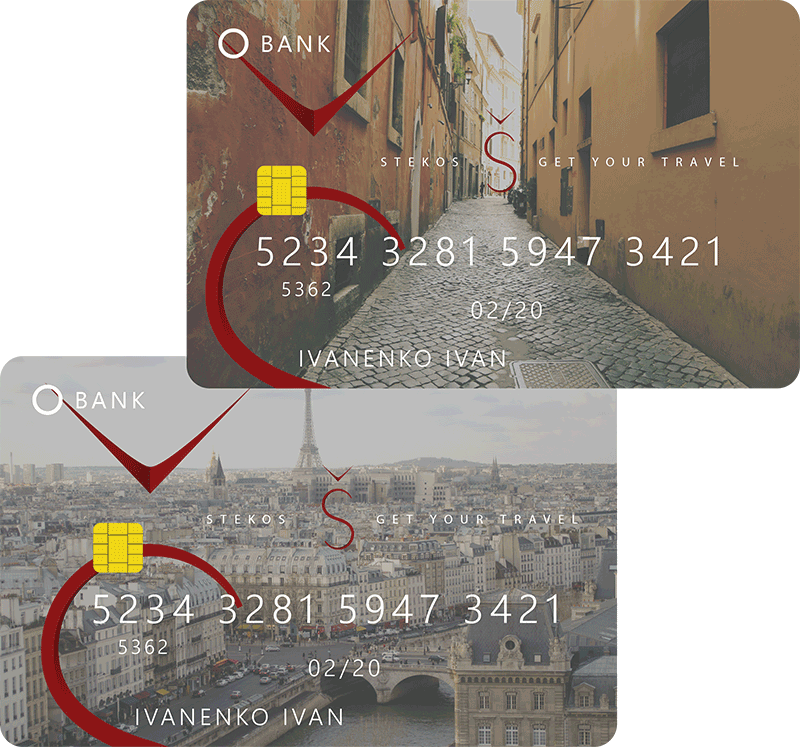 BANK
STEKOS Š GET YOUR TRAVEL
5234 3281 5947 3421
5362
02/20
IVANENKO IVAN
BANK
STEKOS Š GET YOUR TRAVEL
5234 3281 5947 3421
5362
02/20
IVANENKO IVAN